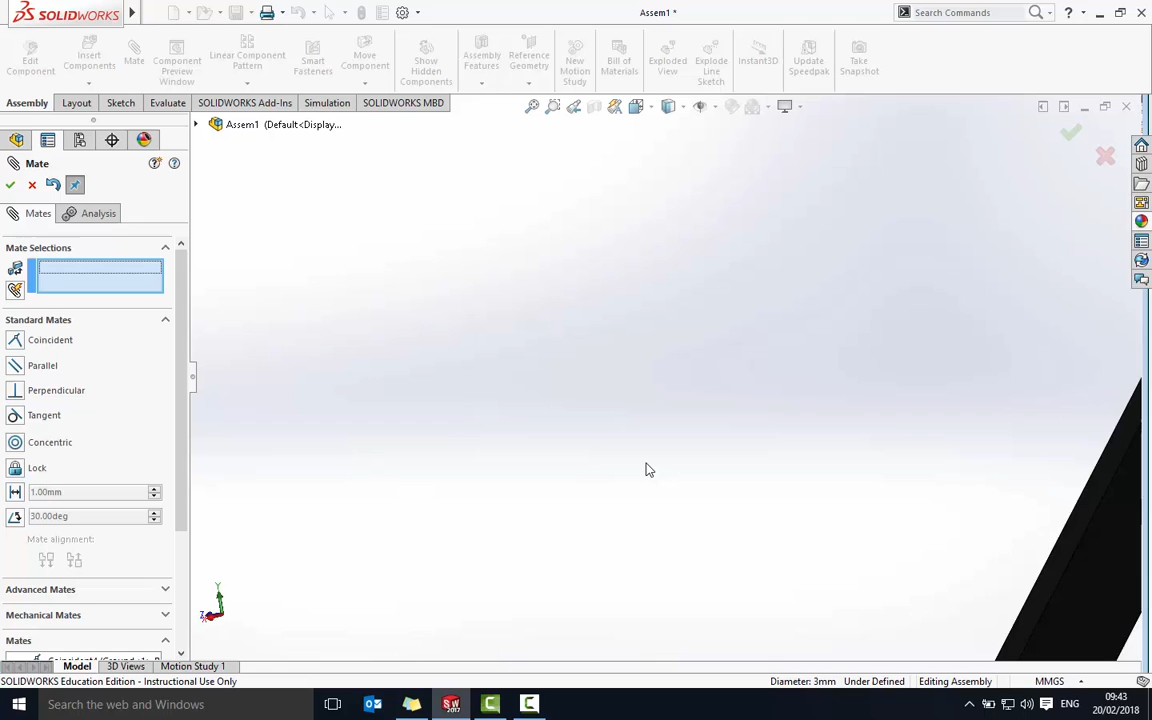 SOLIDWORKS
Assem1 *
Search Commands
Edit Component
Insert Components
Mate
Component Preview Window
Linear Component Pattern
Smart Fasteners
Move Component
Show Hidden Components
Assembly Features
Reference Geometry
New Motion Study
Bill of Materials
Exploded View
Explode Line Sketch
Instant3D
Update Speedpak
Take Snapshot
Assembly Layout Sketch Evaluate SOLIDWORKS Add-Ins Simulation SOLIDWORKS MBD
Assem1 (Default<Display...
Mate
Mates Analysis
Mate Selections
Standard Mates
Coincident
Parallel
Perpendicular
Tangent
Concentric
Lock
1.00mm
30.00deg
Mate alignment:
Advanced Mates
Mechanical Mates
Mates
Y
Z
Model 3D Views Motion Study 1
SOLIDWORKS Education Edition - Instructional Use Only
Diameter: 3mm Under Defined Editing Assembly MMGS
Search the web and Windows
ENG
09:43
20/02/2018